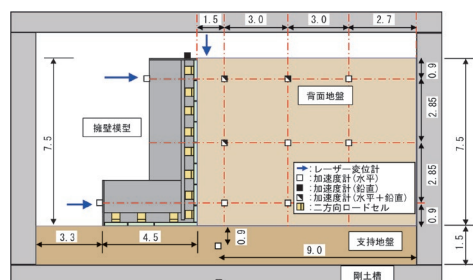 1.5 3.0 3.0 2.7
0.9
背面地盤
擁壁模型
7.5
2.85
7.5
→:レーザー変位計
□:加速度計(水平)
■:加速度計(鉛直)
:加速度計(水平+鉛直)
:二方向ロードセル
2.85
0.9
3.3 4.5
0.9
9.0
支持地盤
1.5
剛土槽